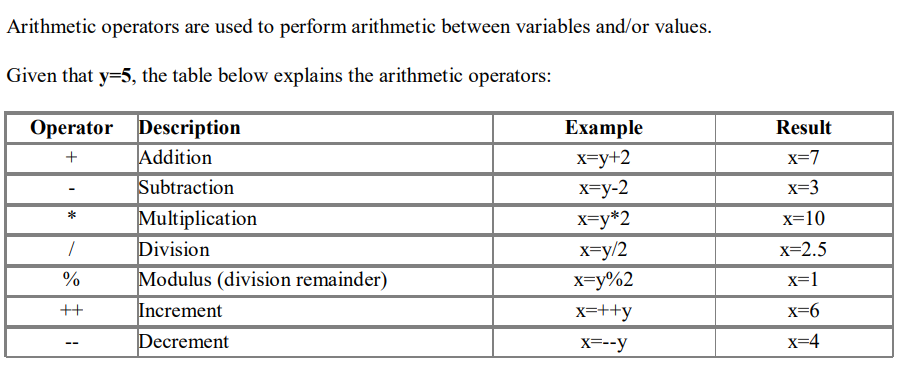 Arithmetic operators are used to perform arithmetic between variables and/or values.
Given that y=5, the table below explains the arithmetic operators:
Operator Description Example Result
+ Addition x=y+2 x=7
- Subtraction x=y-2 x=3
* Multiplication x=y*2 x=10
/ Division x=y/2 x=2.5
% Modulus (division remainder) x=y%2 x=1
++ Increment x=++y x=6
-- Decrement x=--y x=4